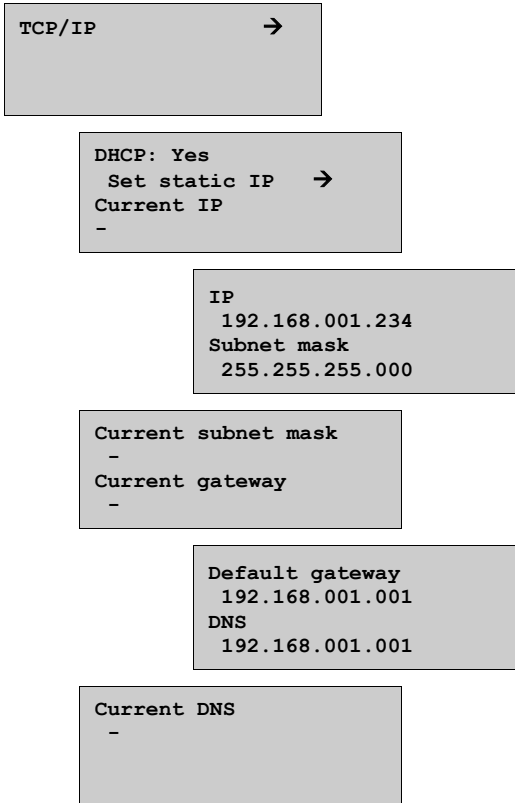 TCP/IP →
DHCP: Yes
Set static IP →
Current IP
-
IP
192.168.001.234
Subnet mask
255.255.255.000
Current subnet mask
-
Current gateway
-
Default gateway
192.168.001.001
DNS
192.168.001.001
Current DNS
-